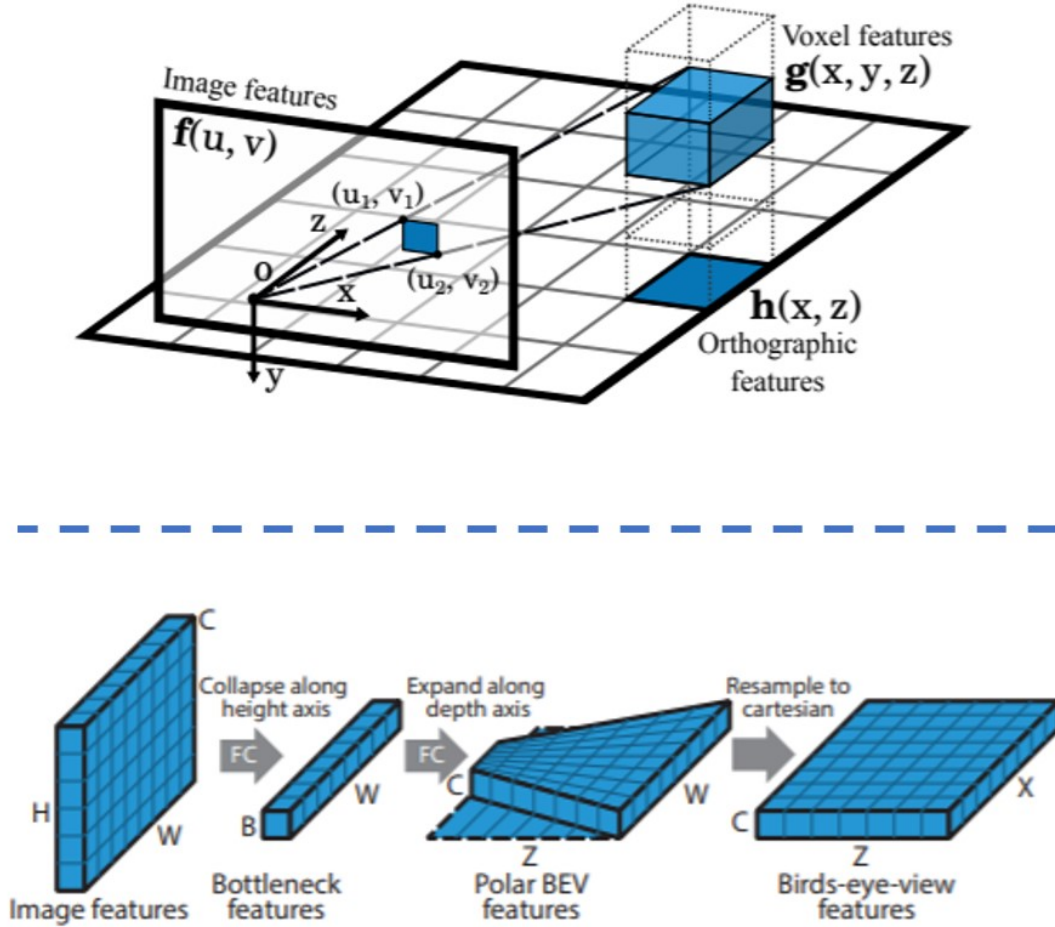 Voxel features
g(x, y, z)
Image features
f(u, v)
(u₁, v₁)
z
o
x
(u₂, v₂)
y
h(x, z)
Orthographic
features
C
Collapse along
height axis
Expand along
depth axis
Resample to
cartesian
FC
FC
H
W
B
W
C
W
Z
C
X
Z
Image features
Bottleneck
features
Polar BEV
features
Birds-eye-view
features